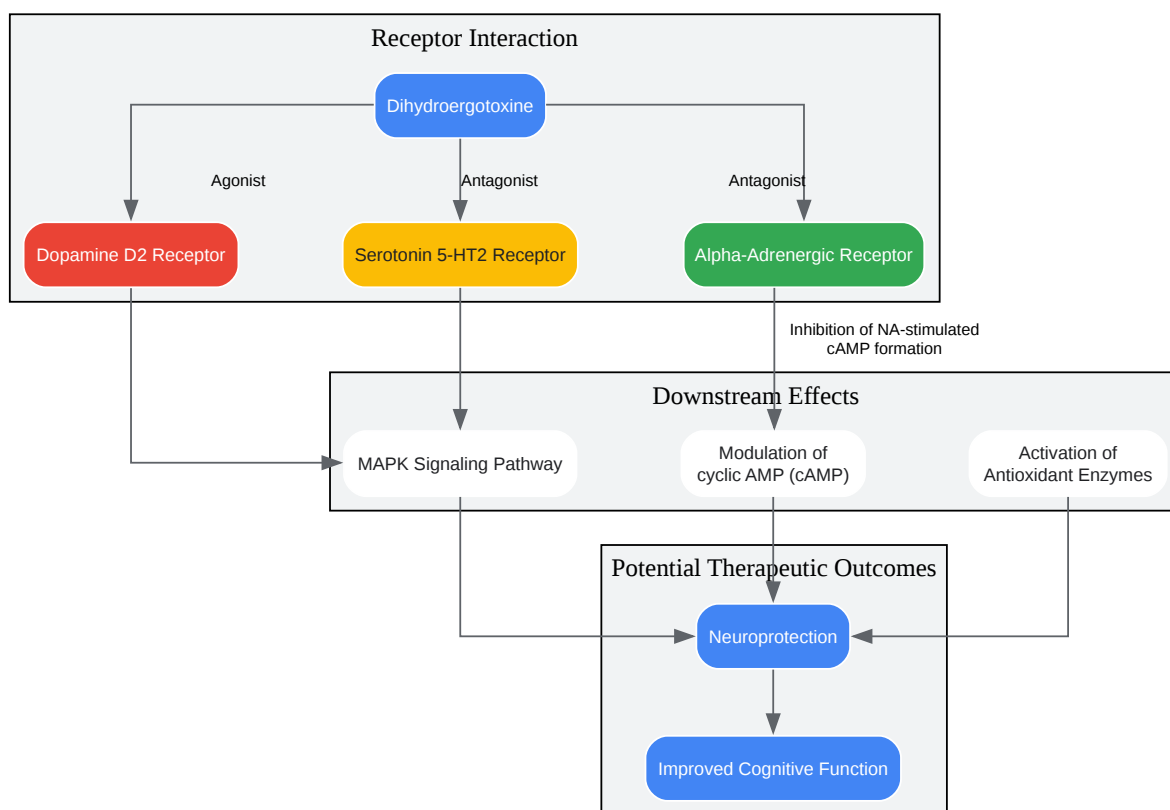 Receptor Interaction
Dihydroergotoxine
Agonist
Antagonist
Antagonist
Dopamine D2 Receptor
Serotonin 5-HT2 Receptor
Alpha-Adrenergic Receptor
Inhibition of NA-stimulated
cAMP formation
Downstream Effects
MAPK Signaling Pathway
Modulation of
cyclic AMP (cAMP)
Activation of
Antioxidant Enzymes
Potential Therapeutic Outcomes
Neuroprotection
Improved Cognitive Function